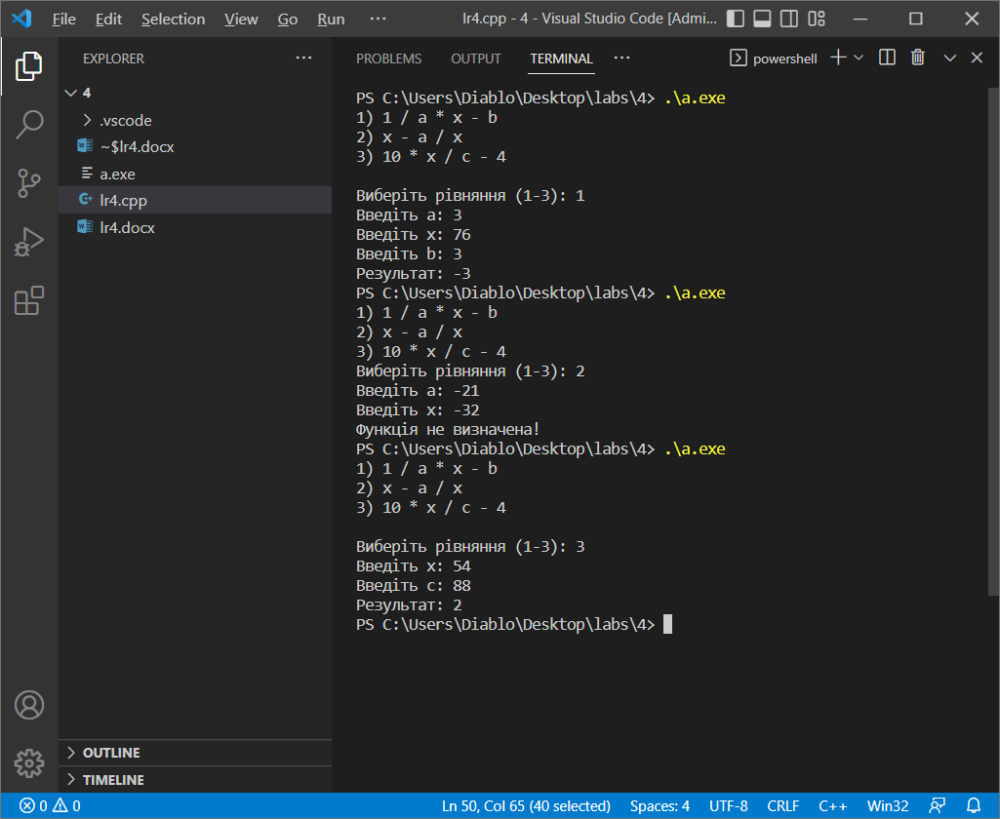 File Edit Selection View Go Run ··· lr4.cpp - 4 - Visual Studio Code [Admi...
EXPLORER ···
4
.vscode
~$lr4.docx
a.exe
lr4.cpp
lr4.docx
OUTLINE
TIMELINE
PROBLEMS OUTPUT TERMINAL ··· powershell
PS C:\Users\Diablo\Desktop\labs\4> .\a.exe
1) 1 / a * x - b
2) x - a / x
3) 10 * x / c - 4
Виберіть рівняння (1-3): 1
Введіть a: 3
Введіть x: 76
Введіть b: 3
Результат: -3
PS C:\Users\Diablo\Desktop\labs\4> .\a.exe
1) 1 / a * x - b
2) x - a / x
3) 10 * x / c - 4
Виберіть рівняння (1-3): 2
Введіть a: -21
Введіть x: -32
Функція не визначена!
PS C:\Users\Diablo\Desktop\labs\4> .\a.exe
1) 1 / a * x - b
2) x - a / x
3) 10 * x / c - 4
Виберіть рівняння (1-3): 3
Введіть x: 54
Введіть c: 88
Результат: 2
PS C:\Users\Diablo\Desktop\labs\4>
0 0 Ln 50, Col 65 (40 selected) Spaces: 4 UTF-8 CRLF C++ Win32